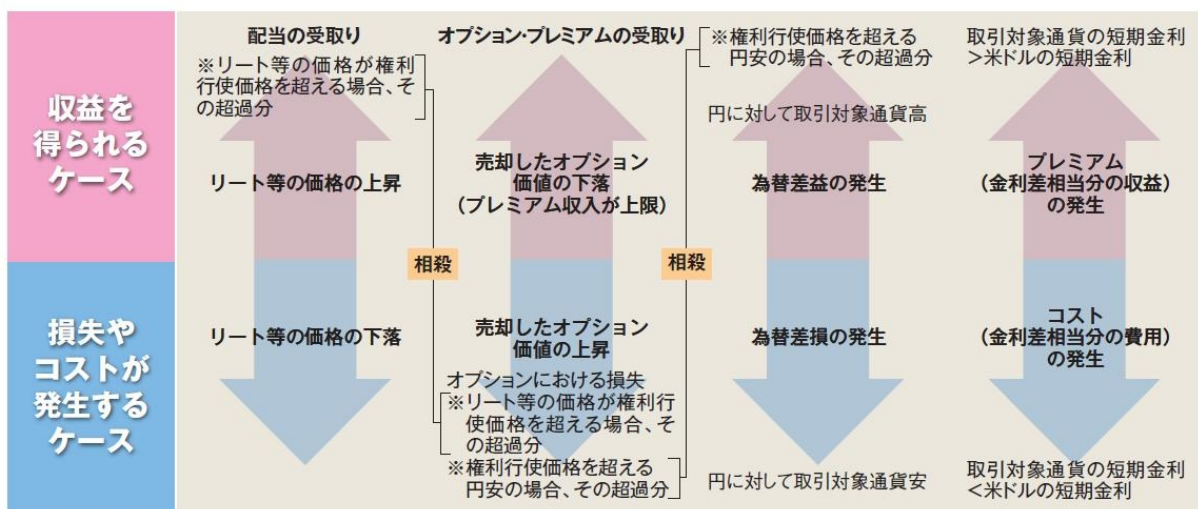 収益を
得られる
ケース
配当の受取り
※リート等の価格が権利
行使価格を超える場合、そ
の超過分
リート等の価格の上昇
オプション・プレミアムの受取り
売却したオプション
価値の下落
(プレミアム収入が上限)
※権利行使価格を超える
円安の場合、その超過分
円に対して取引対象通貨高
為替差益の発生
取引対象通貨の短期金利
>米ドルの短期金利
プレミアム
(金利差相当分の収益)
の発生
相殺
相殺
損失や
コストが
発生する
ケース
リート等の価格の下落
売却したオプション
価値の上昇
オプションにおける損失
※リート等の価格が権利行
使価格を超える場合、そ
の超過分
※権利行使価格を超える
円安の場合、その超過分
為替差損の発生
円に対して取引対象通貨安
コスト
(金利差相当分の費用)
の発生
取引対象通貨の短期金利
<米ドルの短期金利